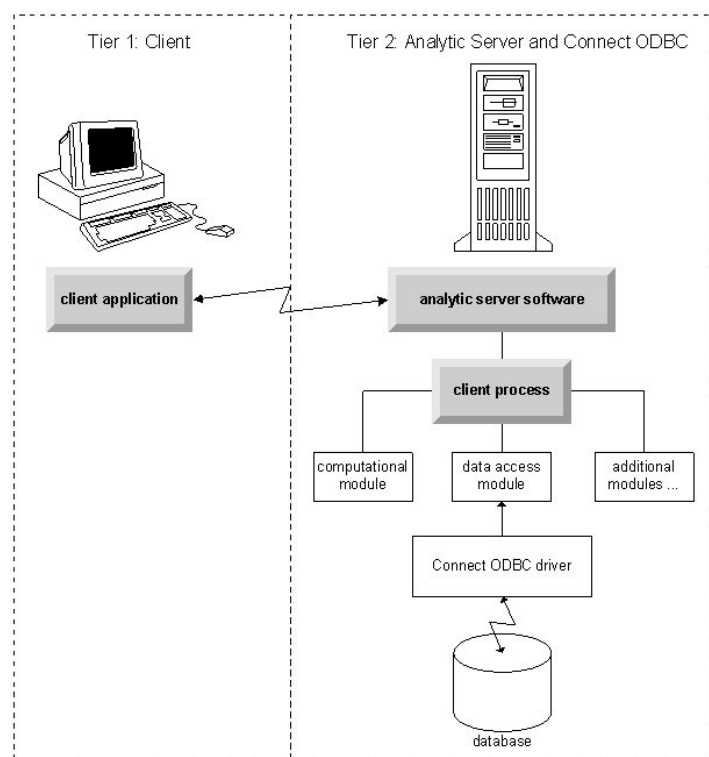 Tier 1: Client
Tier 2: Analytic Server and Connect ODBC
client application
analytic server software
client process
computational
module
data access
module
additional
modules ...
Connect ODBC driver
database